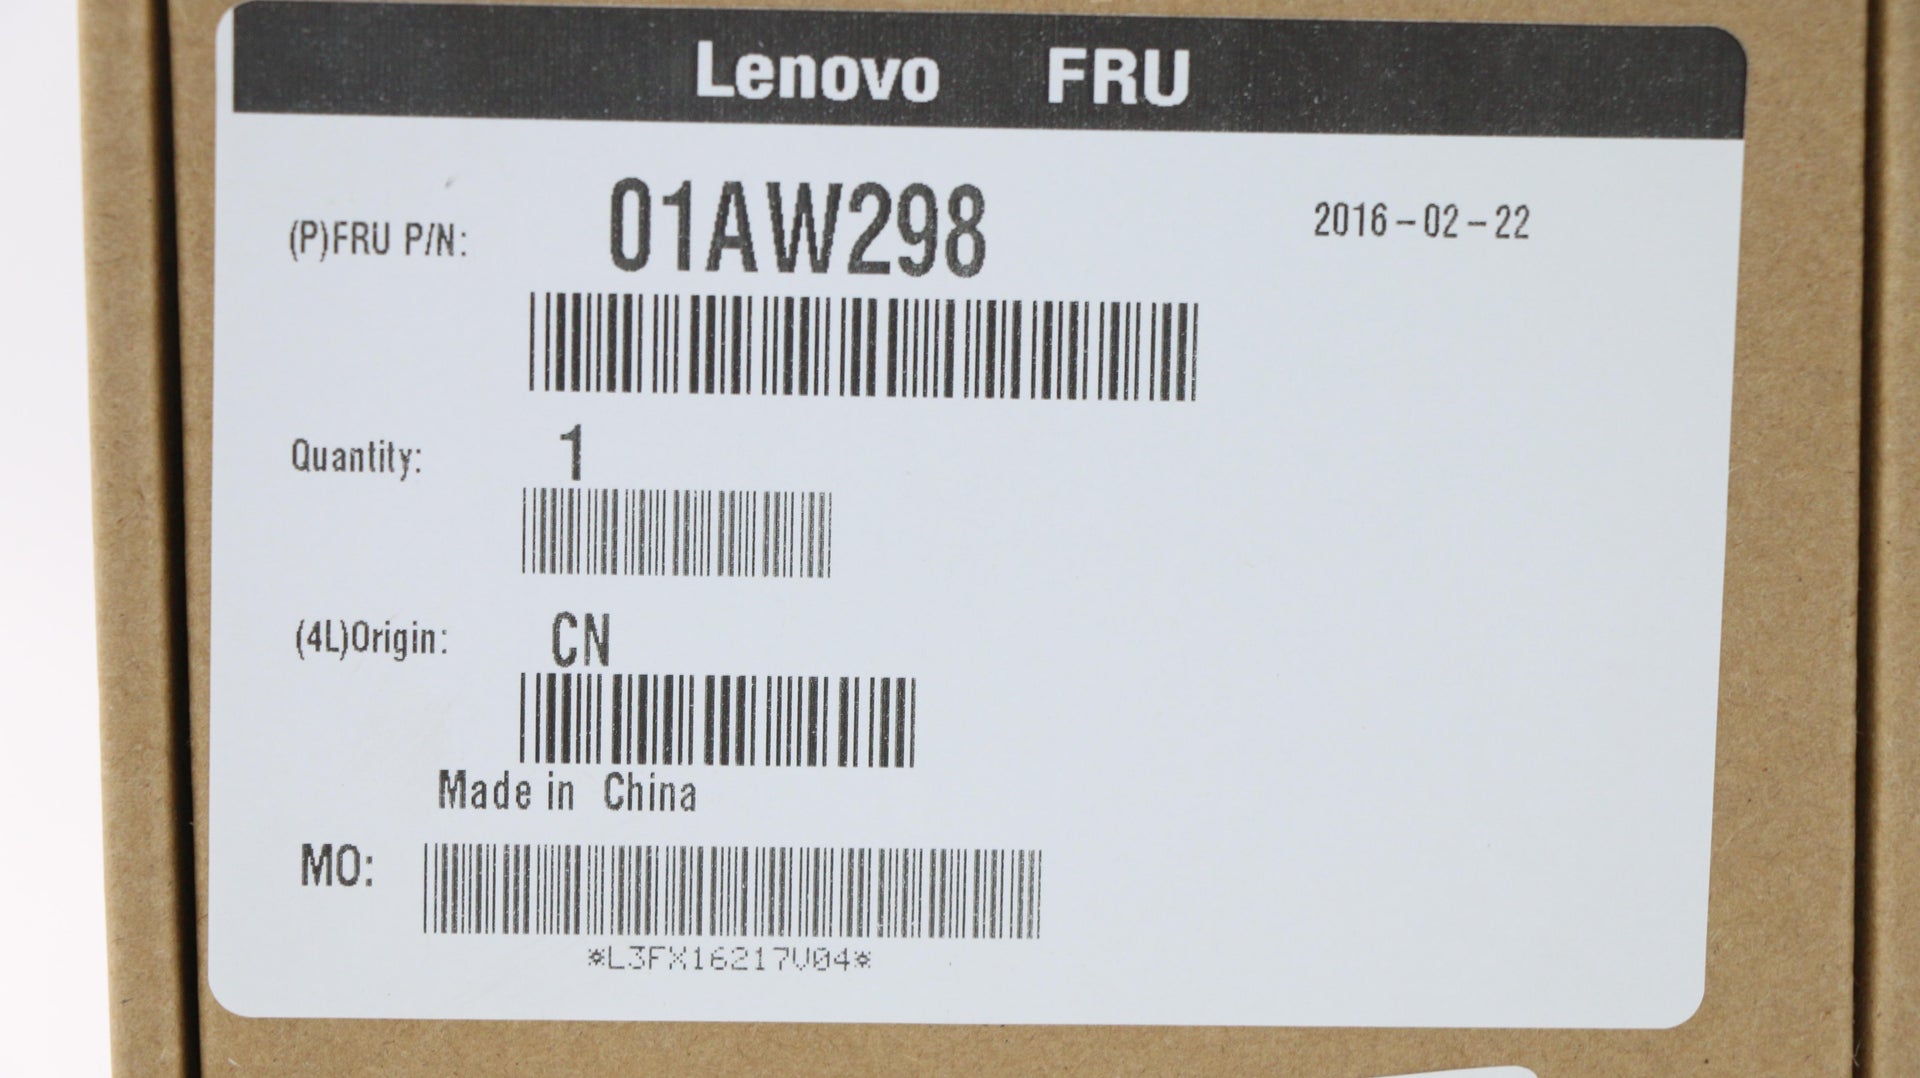 Lenovo FRU
(P)FRU P/N: 01AW298 2016-02-22
Quantity: 1
(4L)Origin: CN
Made in China
MO:
*L3FX16217V04*